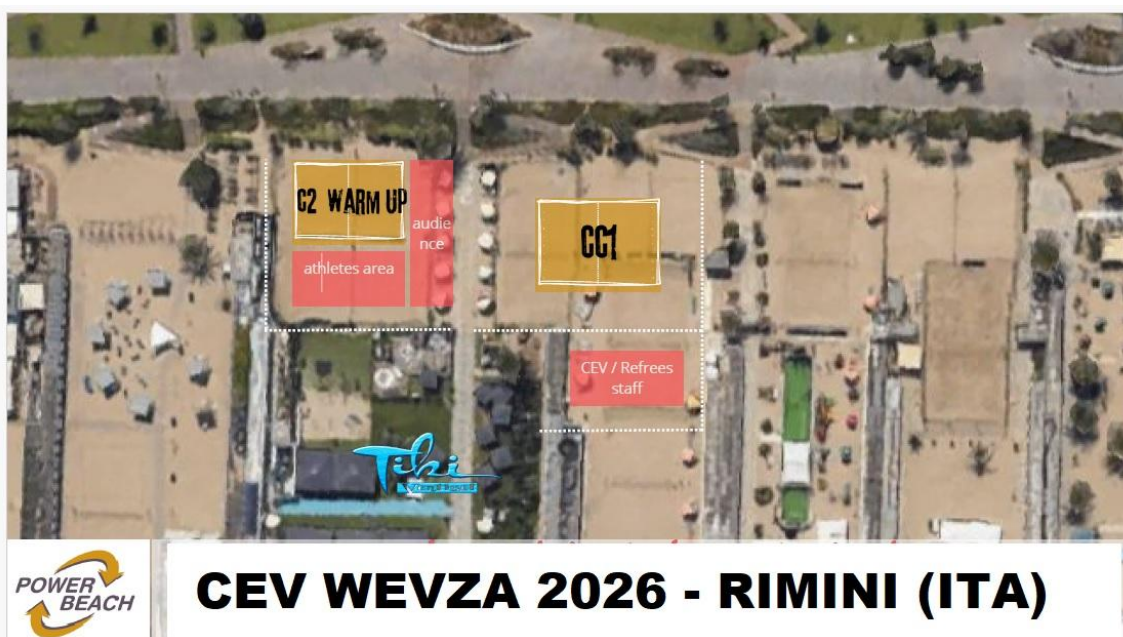 C2 WARM UP
audie
nce
athletes area
CC1
CEV / Refrees
staff
Tiki
POWER
BEACH
CEV WEVZA 2026 - RIMINI (ITA)